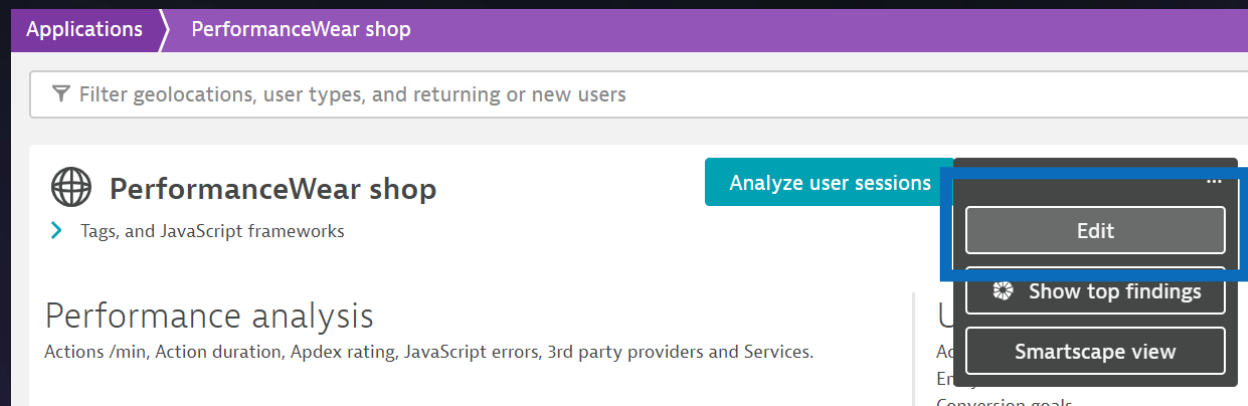 Applications
PerformanceWear shop
Filter geolocations, user types, and returning or new users
PerformanceWear shop
Analyze user sessions
...
Tags, and JavaScript frameworks
Edit
Show top findings
Smartscape view
Performance analysis
Actions /min, Action duration, Apdex rating, JavaScript errors, 3rd party providers and Services.
Conversion goals